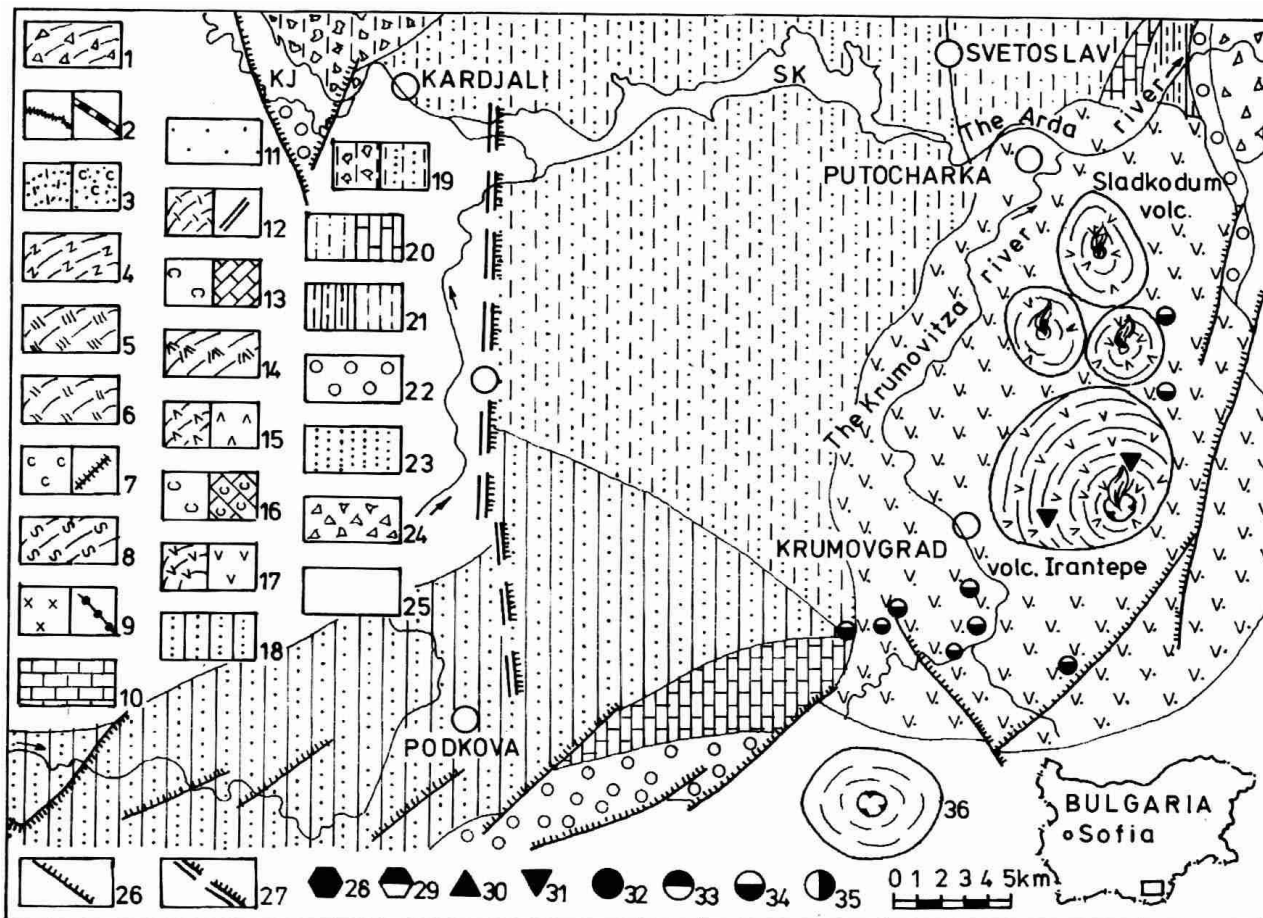 KJ
KARDJALI
SK
SVETOSLAV
The Arda river
PUTOCHARKA
Sladkodum
volc.
The Krumovitza river
KRUMOVGRAD
volc. Irantepe
PODKOVA
BULGARIA
Sofia
0 1 2 3 4 5km
1
2
3
4
5
6
7
8
9
10
11
12
13
14
15
16
17
18
19
20
21
22
23
24
25
26
27
28
29
30
31
32
33
34
35
36